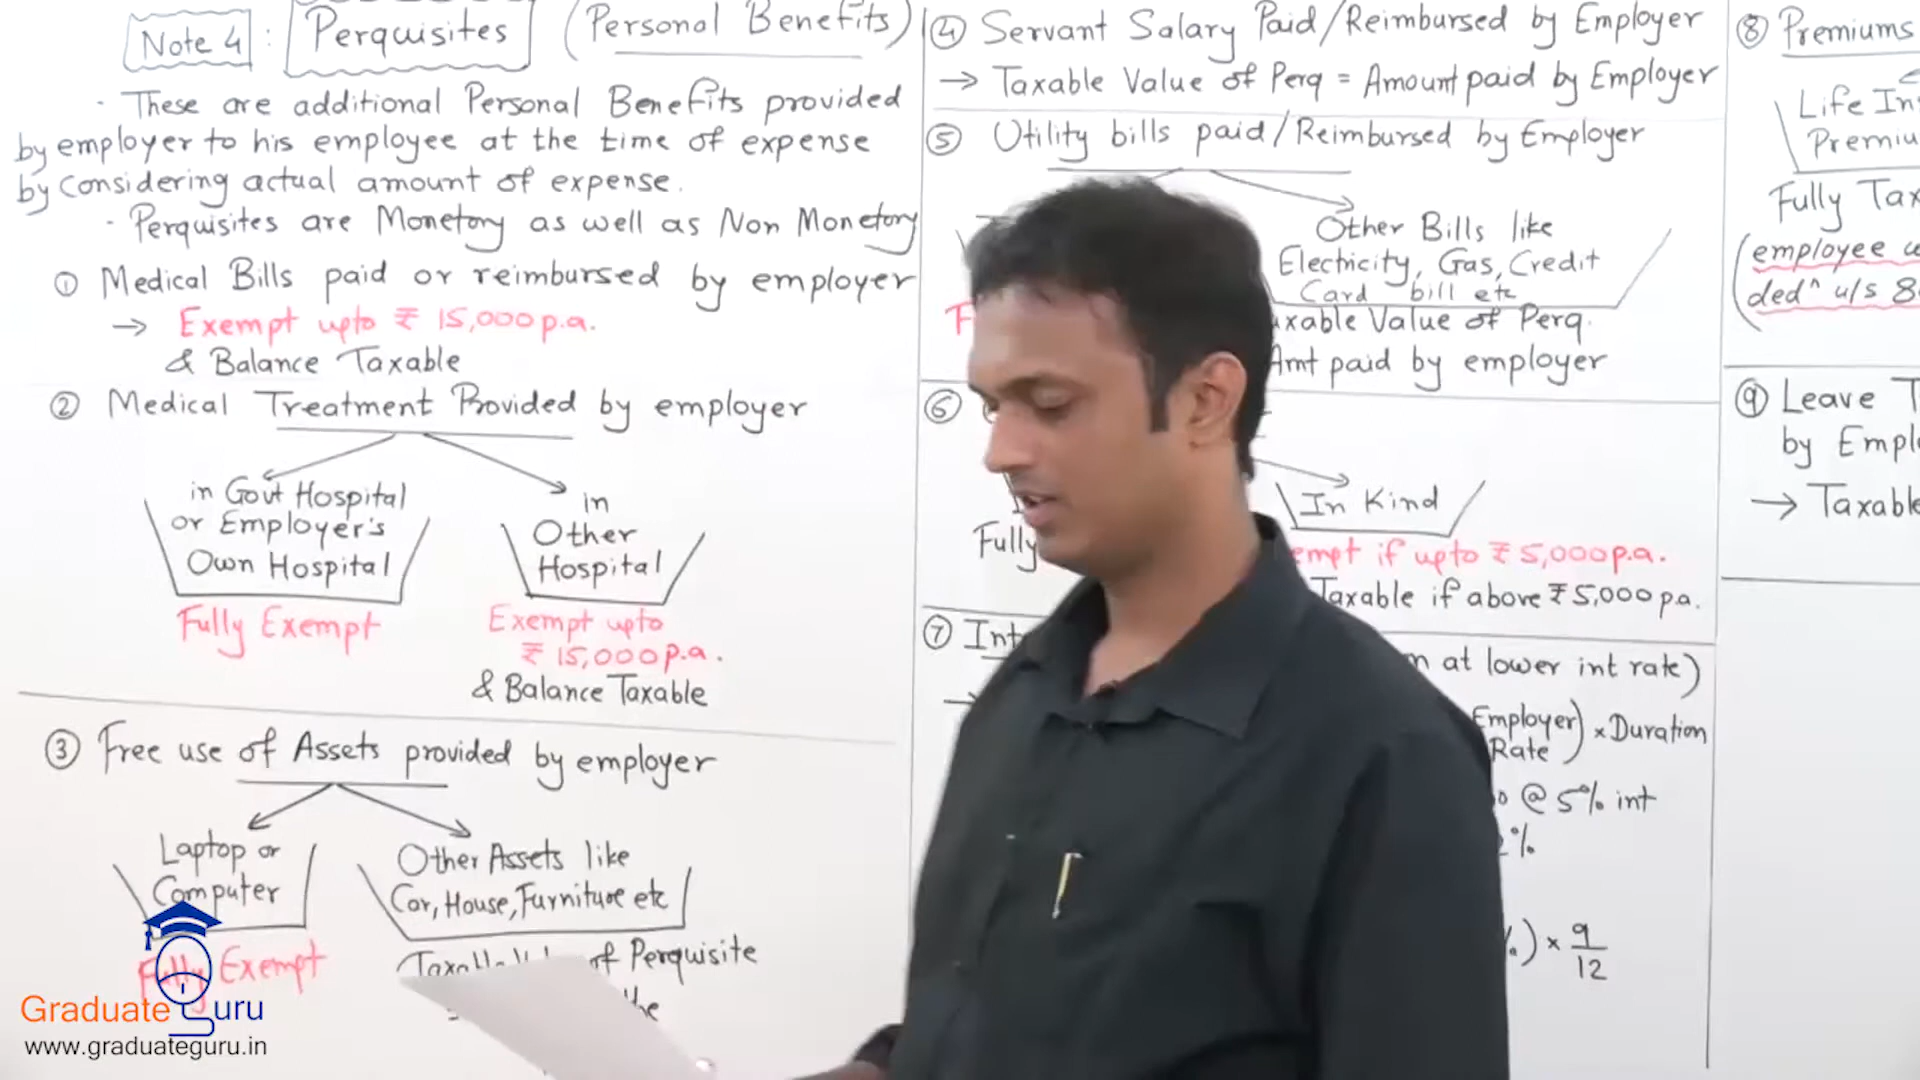 Note 4 : Perquisites (Personal Benefits)
· These are additional Personal Benefits provided
by employer to his employee at the time of expense
by considering actual amount of expense.
· Perquisites are Monetory as well as Non Monetory
① Medical Bills paid or reimbursed by employer
→ Exempt upto ₹ 15,000 p.a.
& Balance Taxable
② Medical Treatment Provided by employer
in Govt Hospital
or Employer's
Own Hospital
Fully Exempt
in
Other
Hospital
Exempt upto
₹ 15,000 p.a.
& Balance Taxable
③ Free use of Assets provided by employer
Laptop or
Computer
Fully Exempt
Other Assets like
Car, House, Furniture etc
of Perquisite
④ Servant Salary Paid/Reimbursed by Employer
→ Taxable Value of Perq = Amount paid by Employer
⑤ Utility bills paid/Reimbursed by Employer
Other Bills like
Electricity, Gas, Credit
Card bill etc
Value of Perq.
Amt paid by employer
⑥
Fully
In Kind
if upto ₹ 5,000 p.a.
Taxable if above ₹ 5,000 p.a.
⑦ Int
at lower int rate)
Employer) × Duration
Rate
@ 5% int
%
) × 9
12
⑧ Premiums
Life
Fully
(employee
u/s
⑨ Leave
by
→ Taxable
Graduate Guru
www.graduateguru.in